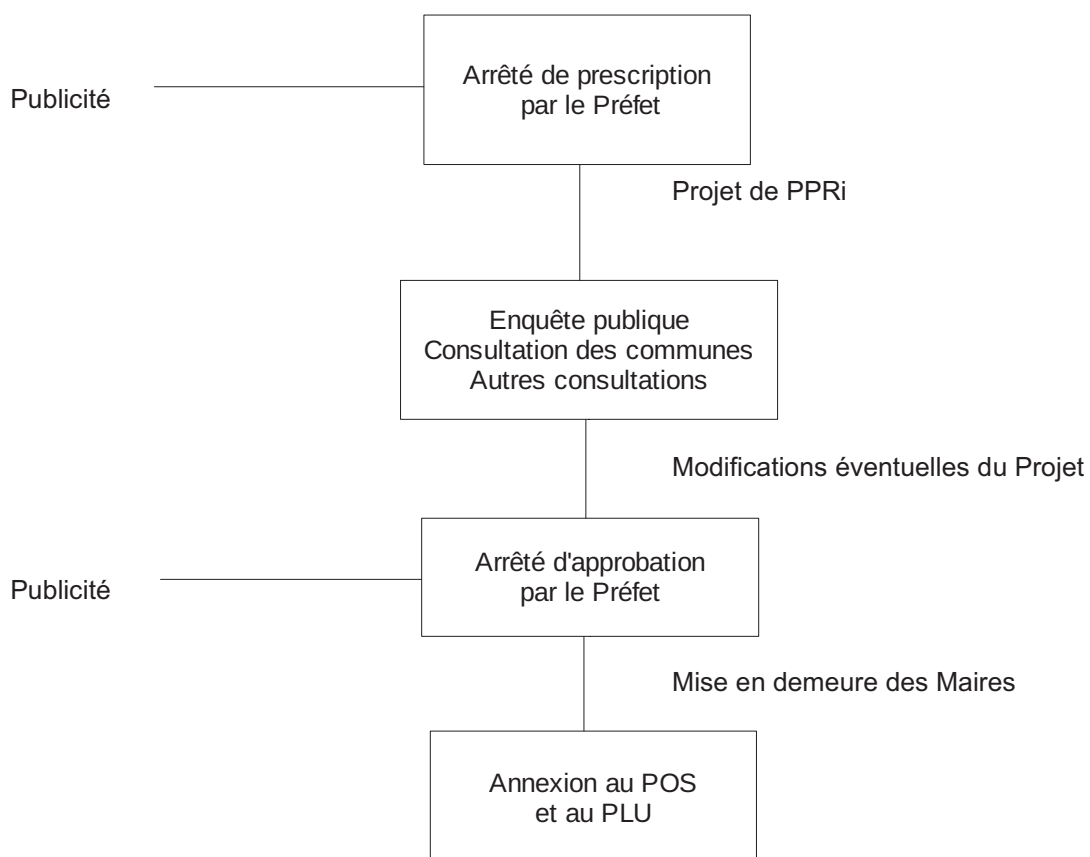 Arrêté de prescription
par le Préfet
Publicité
Projet de PPRi
Enquête publique
Consultation des communes
Autres consultations
Modifications éventuelles du Projet
Arrêté d'approbation
par le Préfet
Publicité
Mise en demeure des Maires
Annexion au POS
et au PLU